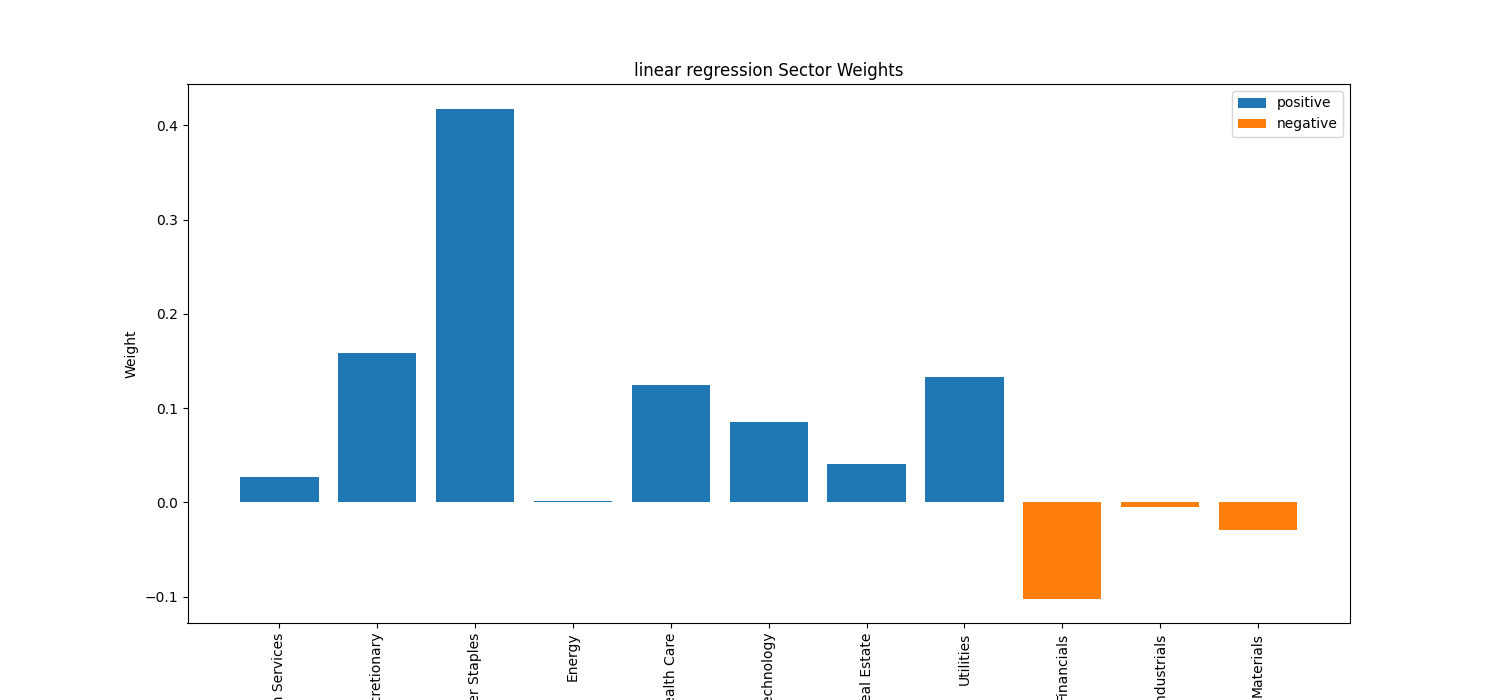 linear regression Sector Weights
positive
negative
Weight
0.4
0.3
0.2
0.1
0.0
−0.1
Services
cretionary
er Staples
Energy
ealth Care
echnology
eal Estate
Utilities
Financials
ndustrials
Materials